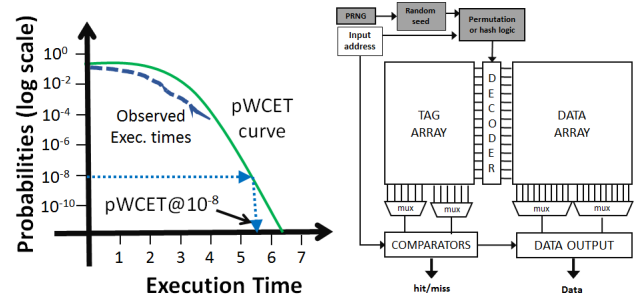 Probabilities (log scale)
10⁰
10⁻²
10⁻⁴
10⁻⁶
10⁻⁸
10⁻¹⁰
Observed
Exec. times
pWCET
curve
pWCET@10⁻⁸
1 2 3 4 5 6 7
Execution Time
PRNG
Random
seed
Permutation
or hash logic
Input
address
TAG
ARRAY
DECODER
DATA
ARRAY
mux
mux
mux
mux
COMPARATORS
DATA OUTPUT
hit/miss
Data